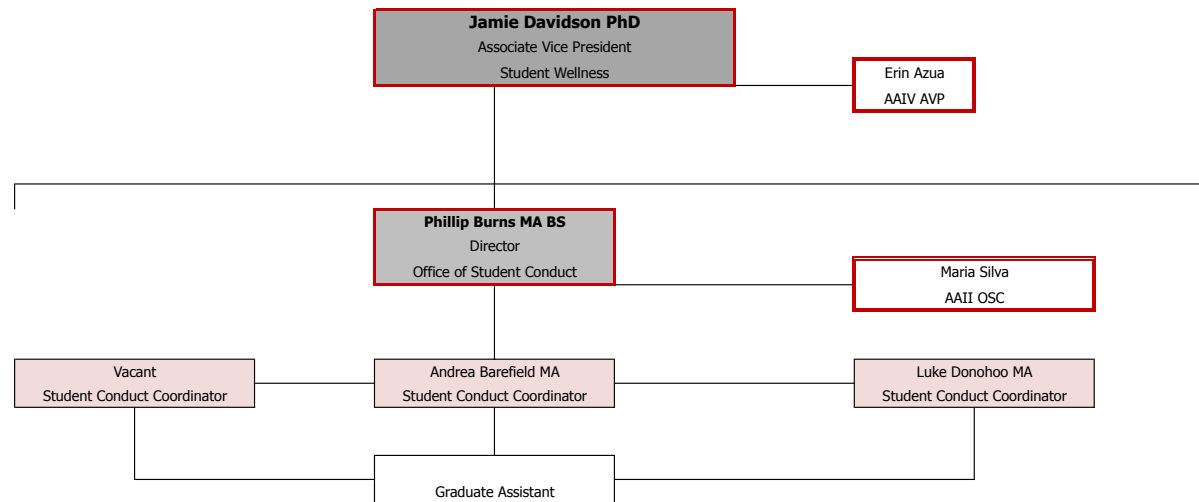 Jamie Davidson PhD
Associate Vice President
Student Wellness
Erin Azua
AAIV AVP
Phillip Burns MA BS
Director
Office of Student Conduct
Maria Silva
AAII OSC
Vacant
Student Conduct Coordinator
Andrea Barefield MA
Student Conduct Coordinator
Luke Donohoo MA
Student Conduct Coordinator
Graduate Assistant